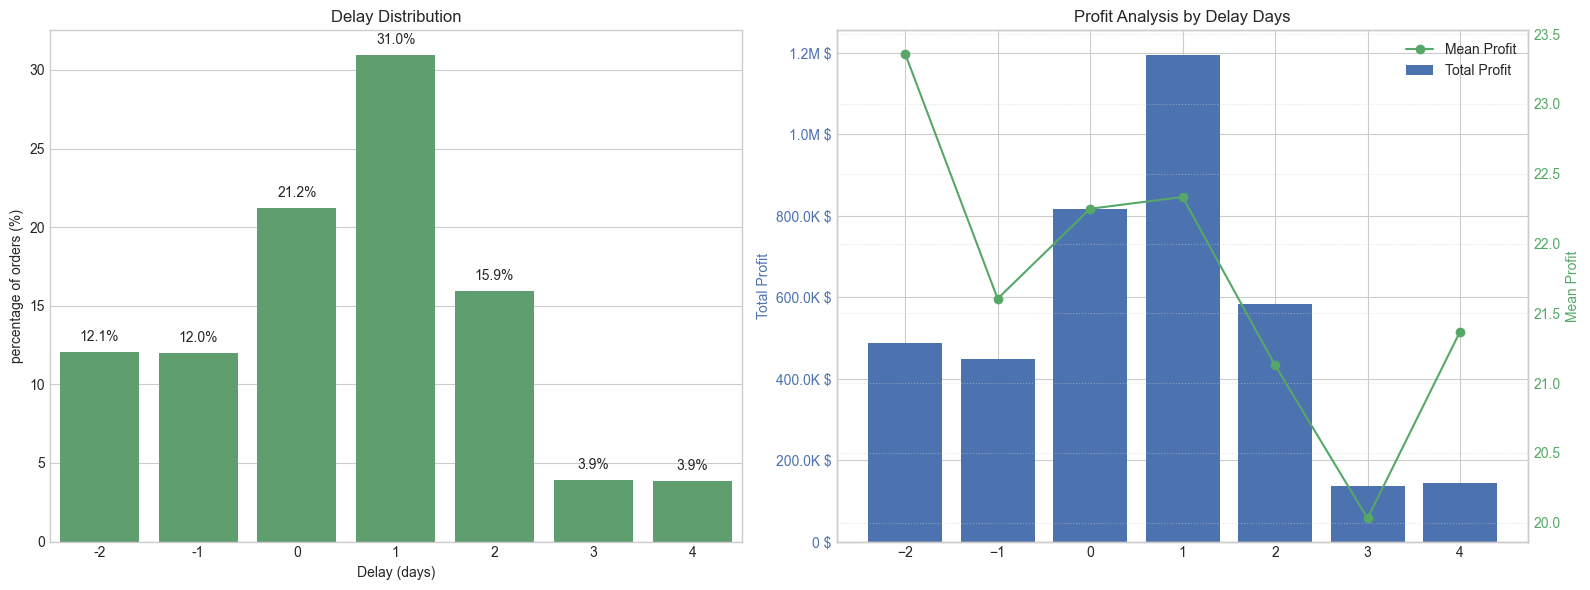 Delay Distribution
percentage of orders (%)
30
25
20
15
10
5
0
12.1%
12.0%
21.2%
31.0%
15.9%
3.9%
3.9%
-2
-1
0
1
2
3
4
Delay (days)
Profit Analysis by Delay Days
Total Profit
1.2M $
1.0M $
800.0K $
600.0K $
400.0K $
200.0K $
0 $
Mean Profit
Total Profit
−2
−1
0
1
2
3
4
23.5
23.0
22.5
22.0
21.5
21.0
20.5
20.0
Mean Profit